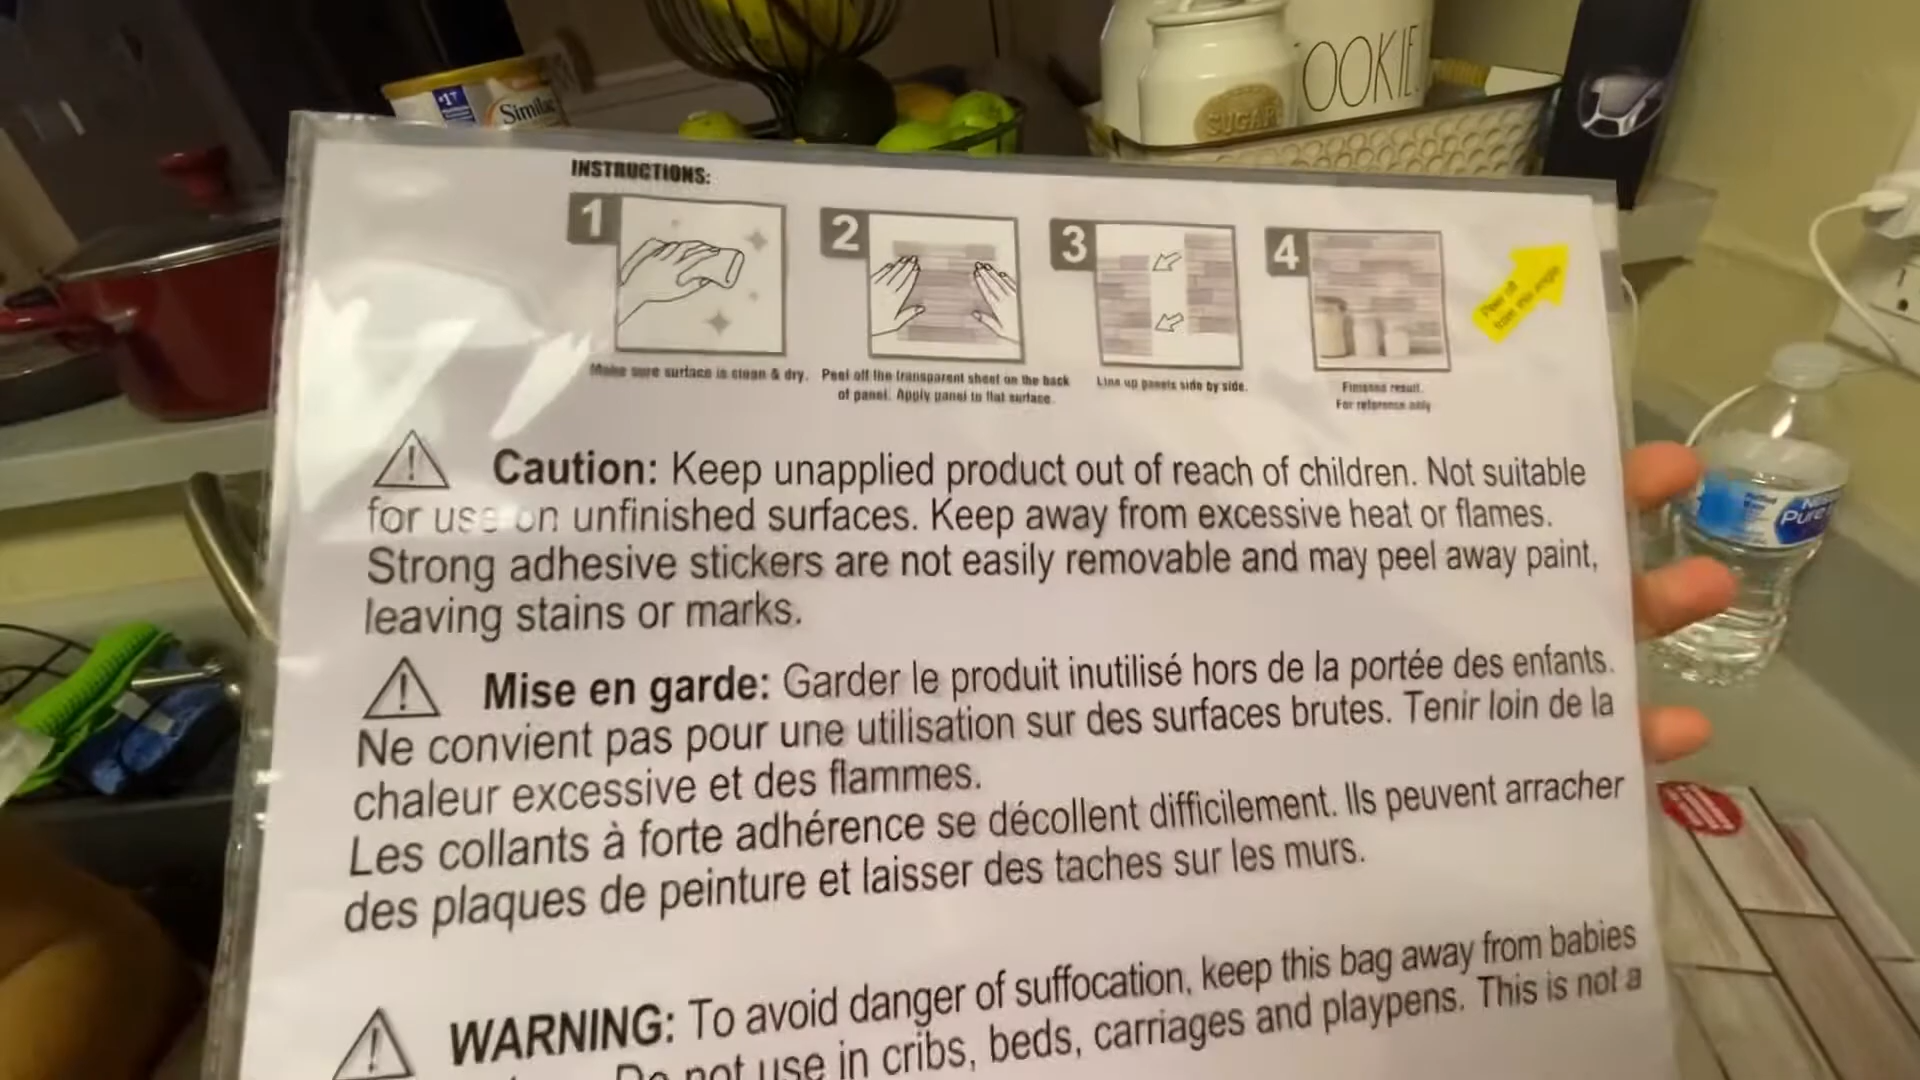 #1
Similac
SUGAR
OOKIE
INSTRUCTIONS:
1
2
3
4
Peel off
from this angle
Make sure surface is clean & dry.
Peel off the transparent sheet on the back
of panel. Apply panel to flat surface.
Line up panels side by side.
Finished result.
For reference only
Caution: Keep unapplied product out of reach of children. Not suitable
for use on unfinished surfaces. Keep away from excessive heat or flames.
Strong adhesive stickers are not easily removable and may peel away paint,
leaving stains or marks.
Mise en garde: Garder le produit inutilisé hors de la portée des enfants.
Ne convient pas pour une utilisation sur des surfaces brutes. Tenir loin de la
chaleur excessive et des flammes.
Les collants à forte adhérence se décollent difficilement. Ils peuvent arracher
des plaques de peinture et laisser des taches sur les murs.
WARNING: To avoid danger of suffocation, keep this bag away from babies
Do not use in cribs, beds, carriages and playpens. This is not a
Pure